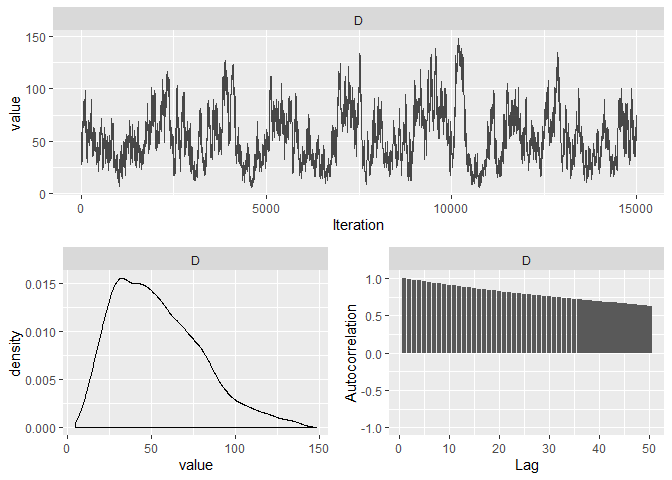 D
value
150
100
50
0
0 5000 10000 15000
Iteration
D
density
0.015
0.010
0.005
0.000
0 50 100 150
value
D
Autocorrelation
1.0
0.5
0.0
-0.5
-1.0
0 10 20 30 40 50
Lag